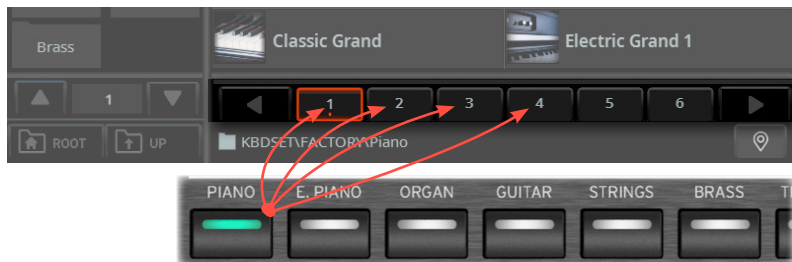 Brass
Classic Grand
Electric Grand 1
1
1
2
3
4
5
6
ROOT
UP
KBDSET\FACTORY\Piano
PIANO
E. PIANO
ORGAN
GUITAR
STRINGS
BRASS